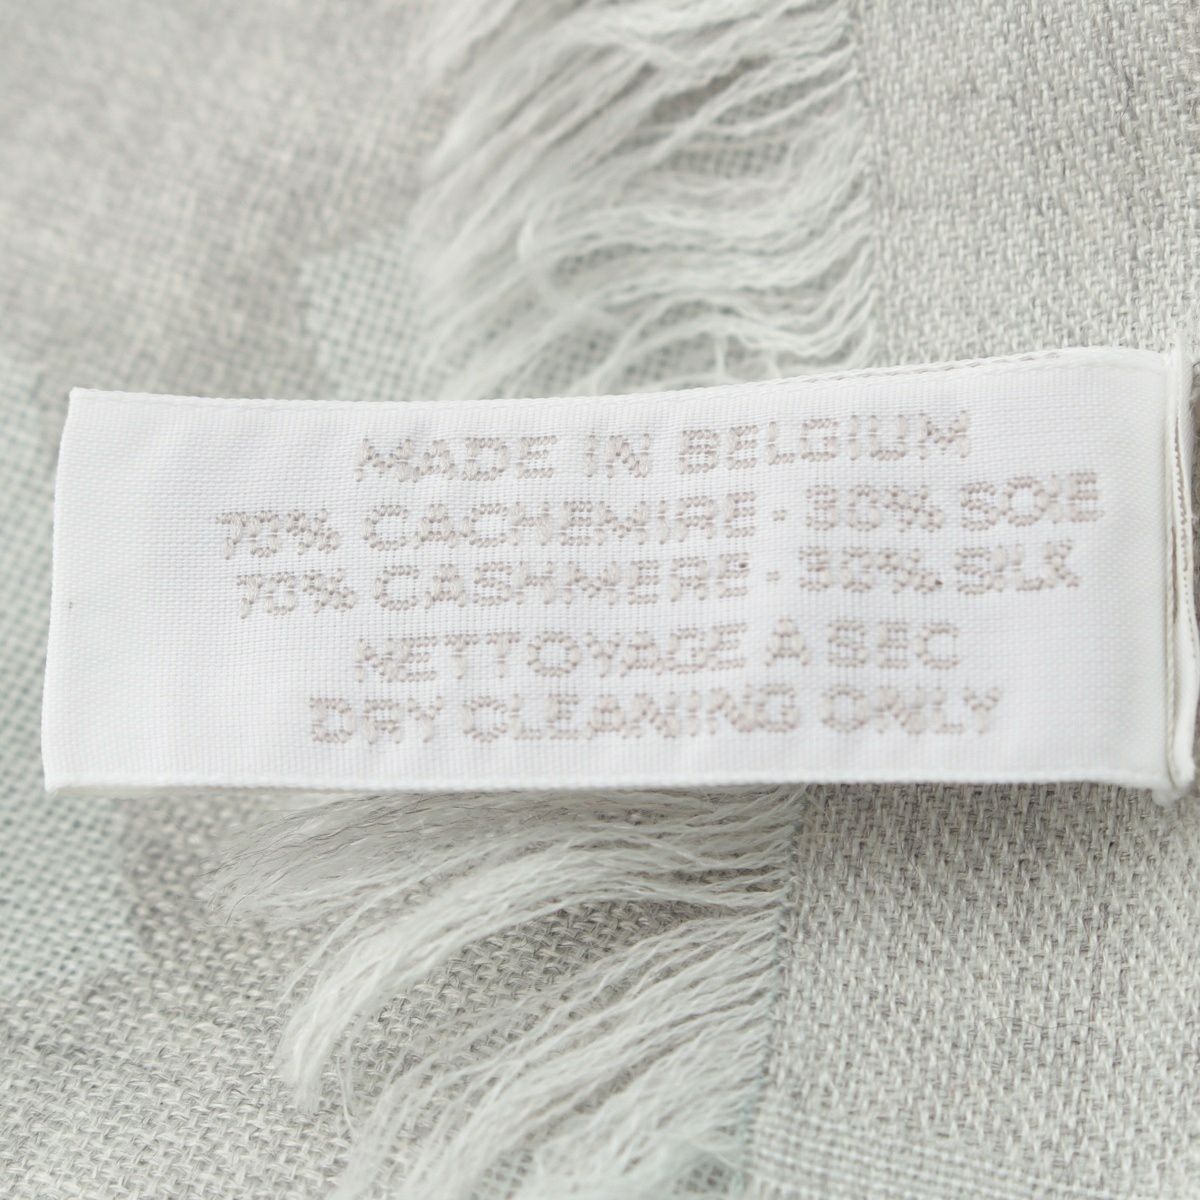 MADE IN BELGIUM
70% CACHEMIRE - 30% SOIE
70% CASHMERE - 30% SILK
NETTOYAGE A SEC
DRY CLEANING ONLY